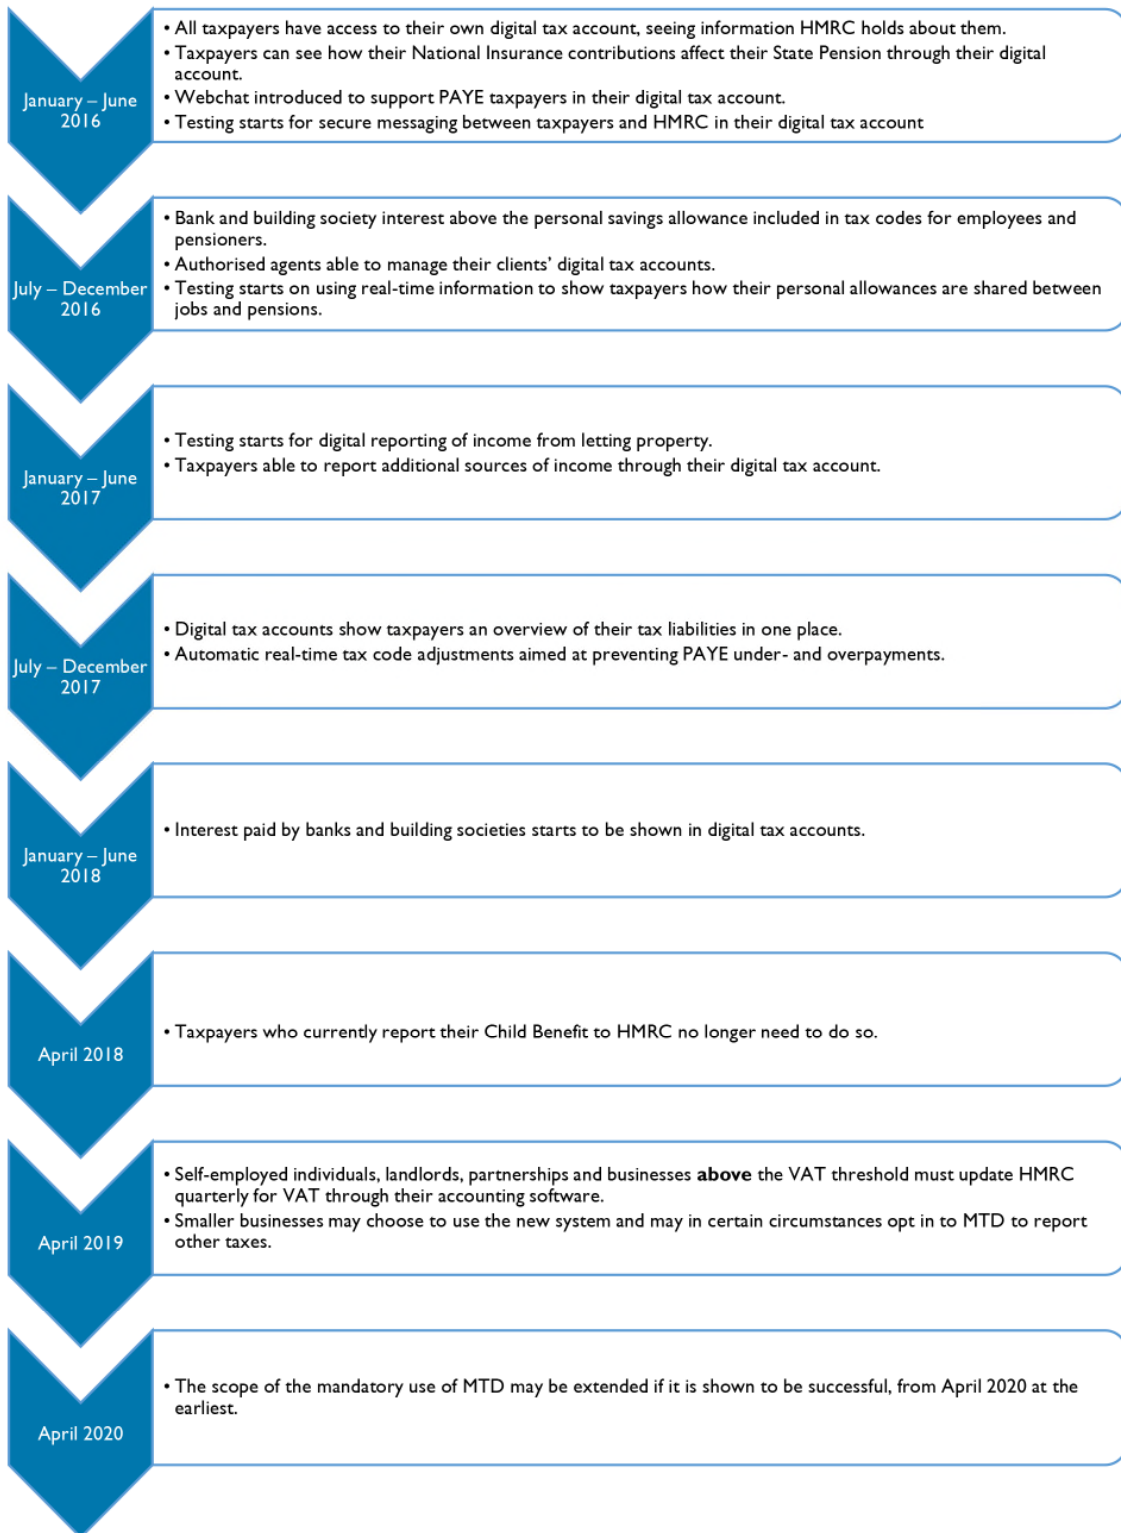 January – June
2016
• All taxpayers have access to their own digital tax account, seeing information HMRC holds about them.
• Taxpayers can see how their National Insurance contributions affect their State Pension through their digital
account.
• Webchat introduced to support PAYE taxpayers in their digital tax account.
• Testing starts for secure messaging between taxpayers and HMRC in their digital tax account
July – December
2016
• Bank and building society interest above the personal savings allowance included in tax codes for employees and
pensioners.
• Authorised agents able to manage their clients’ digital tax accounts.
• Testing starts on using real-time information to show taxpayers how their personal allowances are shared between
jobs and pensions.
January – June
2017
• Testing starts for digital reporting of income from letting property.
• Taxpayers able to report additional sources of income through their digital tax account.
July – December
2017
• Digital tax accounts show taxpayers an overview of their tax liabilities in one place.
• Automatic real-time tax code adjustments aimed at preventing PAYE under- and overpayments.
January – June
2018
• Interest paid by banks and building societies starts to be shown in digital tax accounts.
April 2018
• Taxpayers who currently report their Child Benefit to HMRC no longer need to do so.
April 2019
• Self-employed individuals, landlords, partnerships and businesses above the VAT threshold must update HMRC
quarterly for VAT through their accounting software.
• Smaller businesses may choose to use the new system and may in certain circumstances opt in to MTD to report
other taxes.
April 2020
• The scope of the mandatory use of MTD may be extended if it is shown to be successful, from April 2020 at the
earliest.